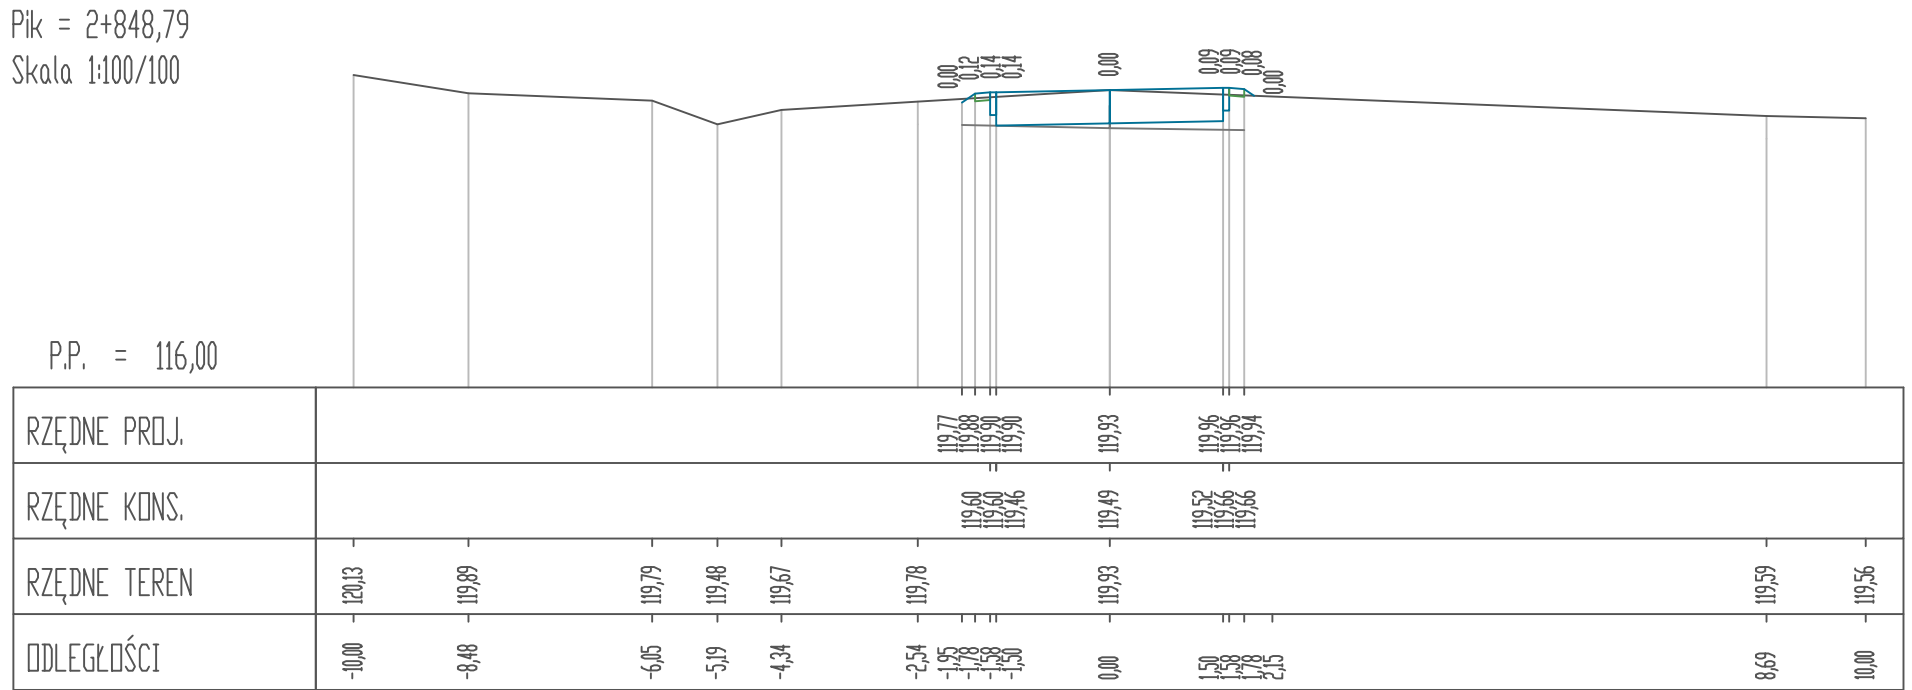 Pik = 2+848,79
Skala 1:100/100
0,00 0,12 0,14 0,14 0,00 0,09 0,09 0,08 0,00
P.P. = 116,00
RZĘDNE PROJ. 119,77 119,88 119,90 119,90 119,93 119,96 119,96 119,94
RZĘDNE KONS. 119,60 119,60 119,46 119,49 119,52 119,66 119,66
RZĘDNE TEREN 120,13 119,89 119,79 119,48 119,67 119,78 119,93 119,59 119,56
ODLEGŁOŚCI -10,00 -8,48 -6,05 -5,19 -4,34 -2,54 -1,95 -1,78 -1,58 -1,50 0,00 1,50 1,58 1,78 2,15 8,69 10,00